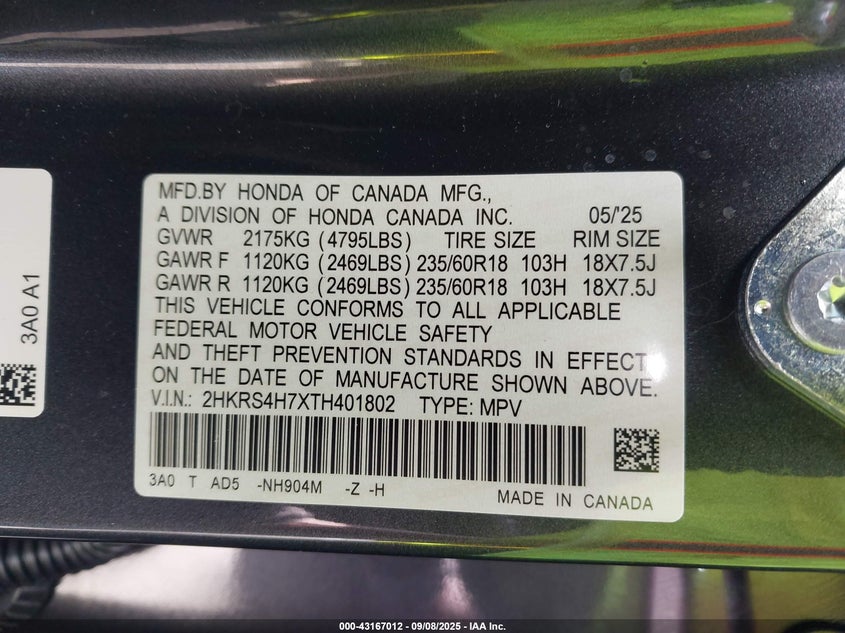 MFD.BY HONDA OF CANADA MFG.,
A DIVISION OF HONDA CANADA INC. 05/'25
GVWR 2175KG (4795LBS) TIRE SIZE RIM SIZE
GAWR F 1120KG (2469LBS) 235/60R18 103H 18X7.5J
GAWR R 1120KG (2469LBS) 235/60R18 103H 18X7.5J
THIS VEHICLE CONFORMS TO ALL APPLICABLE
FEDERAL MOTOR VEHICLE SAFETY
AND THEFT PREVENTION STANDARDS IN EFFECT
ON THE DATE OF MANUFACTURE SHOWN ABOVE.
V.I.N.: 2HKRS4H7XTH401802 TYPE: MPV
3A0 T AD5 -NH904M -Z -H
MADE IN CANADA
3A0 A1
000-43167012 - 09/08/2025 - IAA Inc.